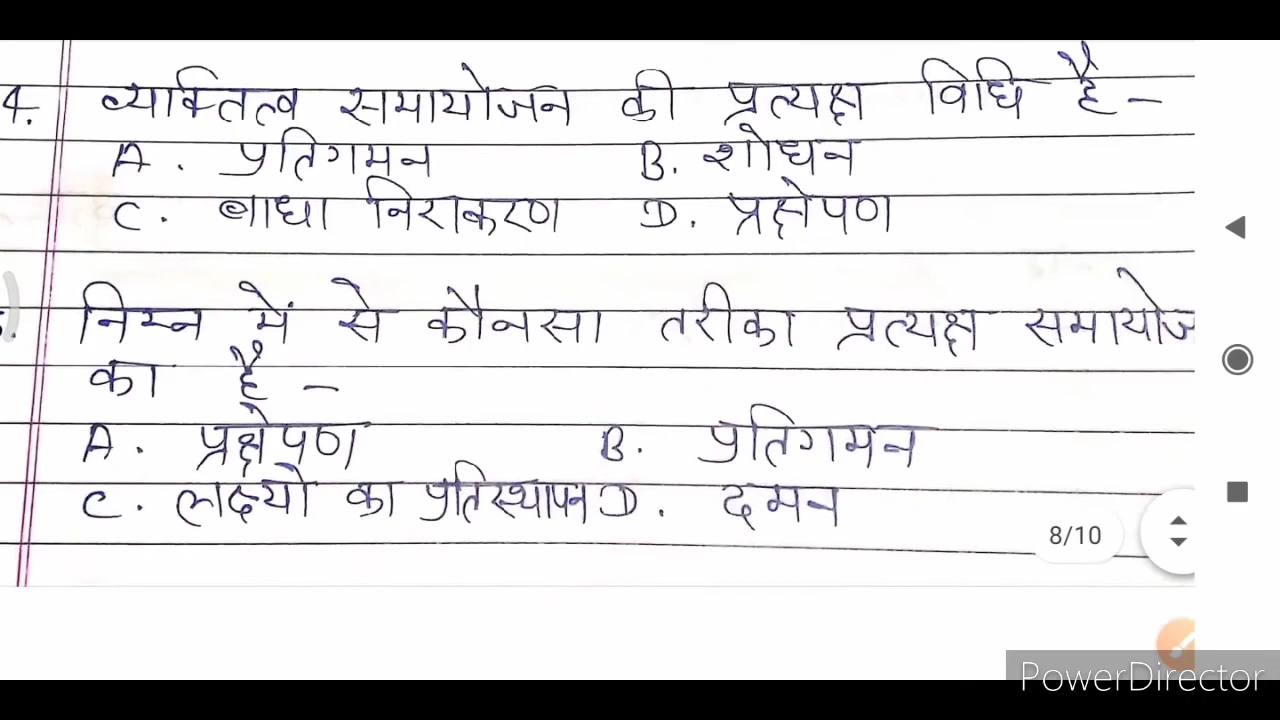 4. व्यक्तित्व समायोजन की प्रत्यक्ष विधि है -
A. प्रतिगमन B. शोधन
C. बाधा निराकरण D. प्रक्षेपण
निम्न में से कौनसा तरीका प्रत्यक्ष समायोज
का है -
A. प्रक्षेपण B. प्रतिगमन
C. लक्ष्यो का प्रतिस्थापन D. दमन
8/10
PowerDirector